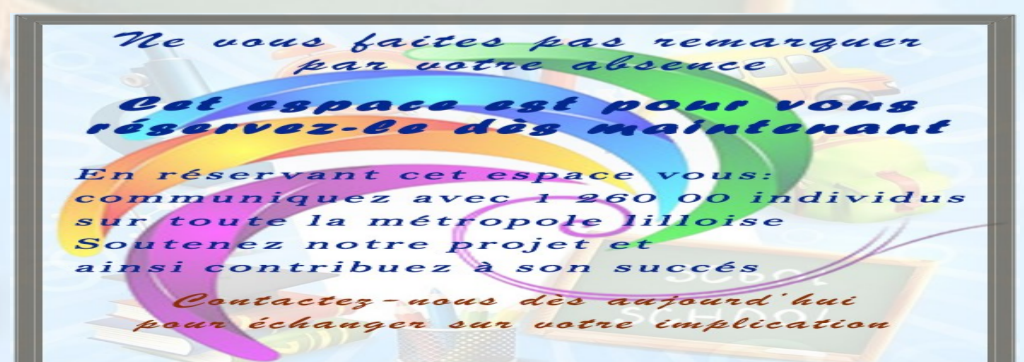 Ne vous faites pas remarquer
par votre absence
Cet espace est pour vous
réservez-le dès maintenant
En réservant cet espace vous:
communiquez avec 1 260 00 individus
sur toute la métropole lilloise
Soutenez notre projet et
ainsi contribuez à son succés
SCHOOL
Contactez-nous dès aujourd'hui
pour échanger sur votre implication